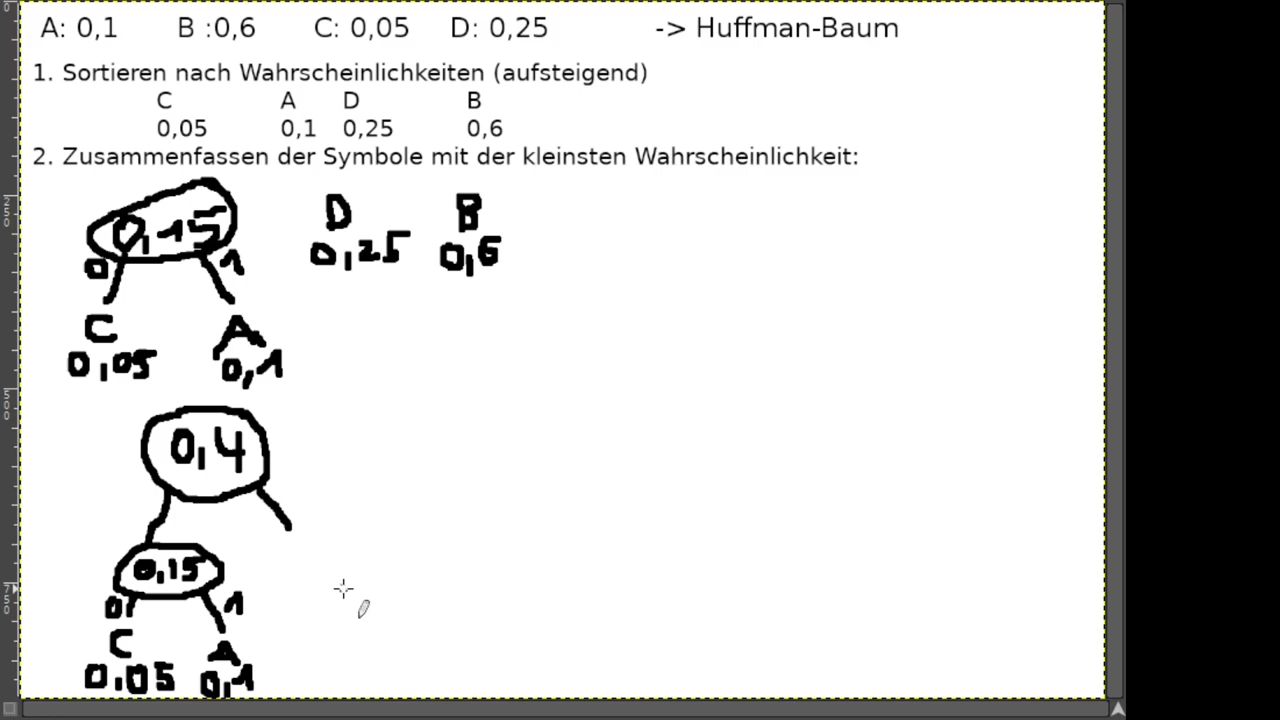 A: 0,1 B :0,6 C: 0,05 D: 0,25 -> Huffman-Baum
1. Sortieren nach Wahrscheinlichkeiten (aufsteigend)
C A D B
0,05 0,1 0,25 0,6
2. Zusammenfassen der Symbole mit der kleinsten Wahrscheinlichkeit:
0,15 D B
0,25 0,6
0 1
C A
0,05 0,1
0,4
0,15
0 1
C A
0,05 0,1